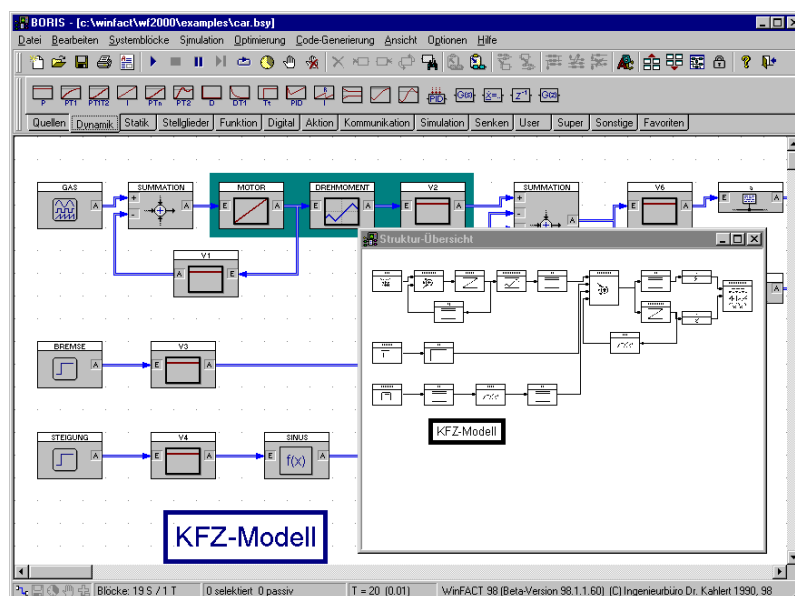 BORIS - [c:\winfact\wf2000\examples\car.bsy]
Datei Bearbeiten Systemblöcke Simulation Optimierung Code-Generierung Ansicht Optionen Hilfe
P PT1 PT1T2 I PTn PT2 D DT1 Tt PID PID G(s) x=.. z⁻¹ G(z)
Quellen Dynamik Statik Stellglieder Funktion Digital Aktion Kommunikation Simulation Senken User Super Sonstige Favoriten
GAS SUMMATION MOTOR DREHMOMENT V2 SUMMATION V6
A + - A E A E A E A + - A E A E
V1
A E
Struktur-Übersicht
BREMSE V3
A E A
STEIGUNG V4 SINUS
A E A E f(x) A
KFZ-Modell
KFZ-Modell
Blöcke: 19 S / 1 T 0 selektiert 0 passiv T = 20 (0.01) WinFACT 98 (Beta-Version 98.1.1.60) (C) Ingenieurbüro Dr. Kahlert 1990, 98